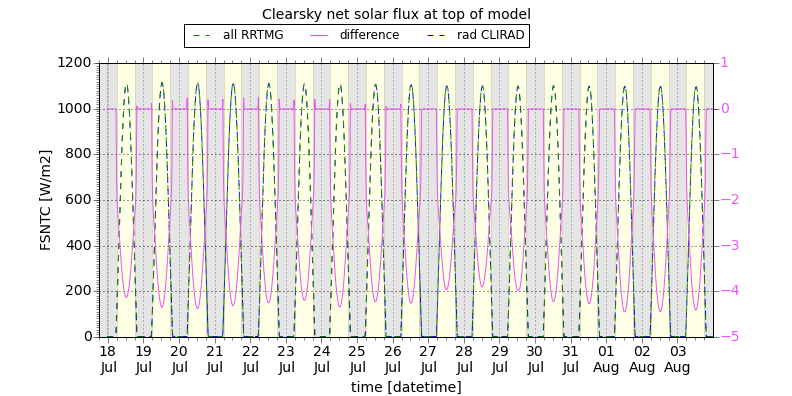 Clearsky net solar flux at top of model
all RRTMG difference rad CLIRAD
1200
1000
800
600
400
200
0
FSNTC [W/m2]
1
0
−1
−2
−3
−4
−5
18 19 20 21 22 23 24 25 26 27 28 29 30 31 01 02 03
Jul Jul Jul Jul Jul Jul Jul Jul Jul Jul Jul Jul Jul Jul Aug Aug Aug
time [datetime]